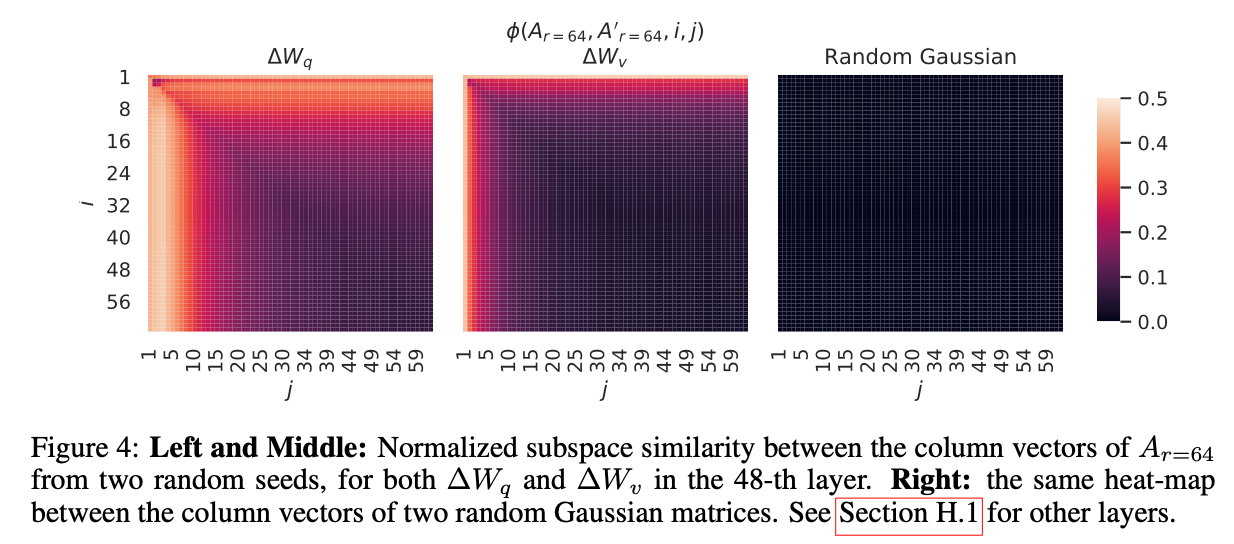 ϕ(A_{r=64}, A'_{r=64}, i, j)
ΔW_q
ΔW_v
Random Gaussian
i
1
8
16
24
32
40
48
56
1 5 10 15 20 25 30 34 39 44 49 54 59
j
1 5 10 15 20 25 30 34 39 44 49 54 59
j
1 5 10 15 20 25 30 34 39 44 49 54 59
j
0.5
0.4
0.3
0.2
0.1
0.0
Figure 4: Left and Middle: Normalized subspace similarity between the column vectors of A_{r=64}
from two random seeds, for both ΔW_q and ΔW_v in the 48-th layer. Right: the same heat-map
between the column vectors of two random Gaussian matrices. See Section H.1 for other layers.